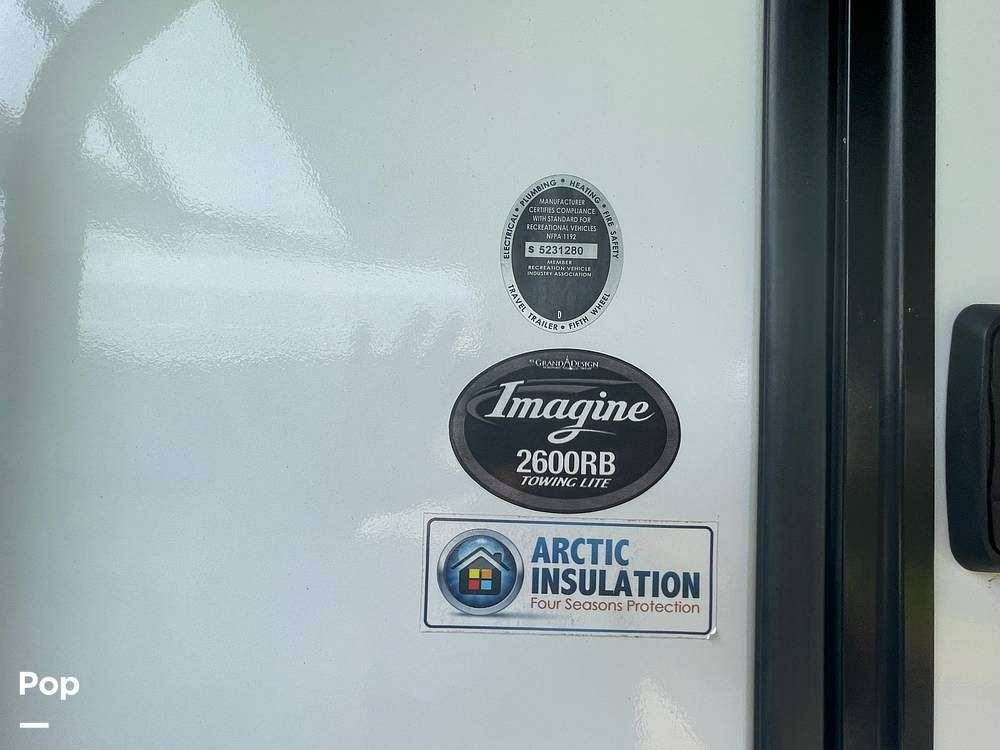 ELECTRICAL • PLUMBING • HEATING • FIRE SAFETY
MANUFACTURER
CERTIFIES COMPLIANCE
WITH STANDARD FOR
RECREATIONAL VEHICLES
NFPA 1192
S 5231280
MEMBER
RECREATION VEHICLE
INDUSTRY ASSOCIATION
D
TRAVEL TRAILER • FIFTH WHEEL
BY GRAND DESIGN
Imagine
2600RB
TOWING LITE
ARCTIC
INSULATION
Four Seasons Protection
Pop